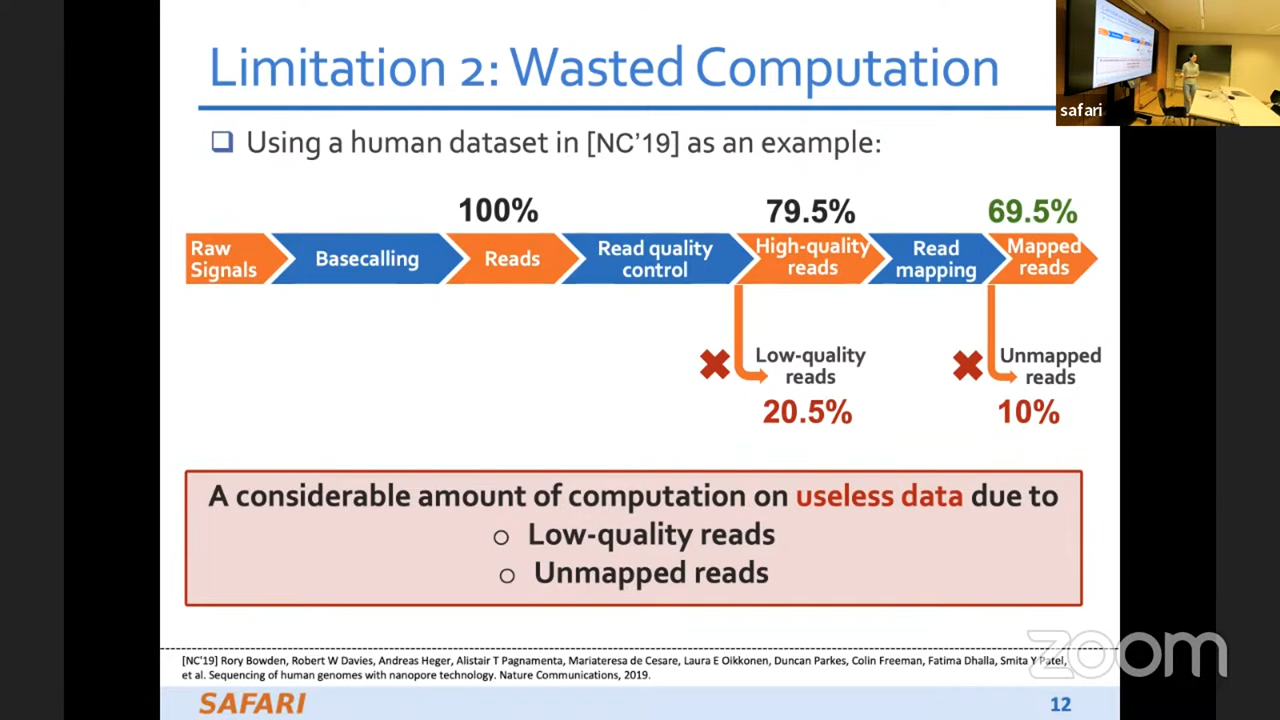 Limitation 2: Wasted Computation
safari
Using a human dataset in [NC'19] as an example:
100%
79.5%
69.5%
Raw
Signals
Basecalling
Reads
Read quality
control
High-quality
reads
Read
mapping
Mapped
reads
Low-quality
reads
20.5%
Unmapped
reads
10%
A considerable amount of computation on useless data due to
o Low-quality reads
o Unmapped reads
[NC'19] Rory Bowden, Robert W Davies, Andreas Heger, Alistair T Pagnamenta, Mariateresa de Cesare, Laura E Oikkonen, Duncan Parkes, Colin Freeman, Fatima Dhalla, Smita Y Patel,
et al. Sequencing of human genomes with nanopore technology. Nature Communications, 2019.
zoom
SAFARI
12